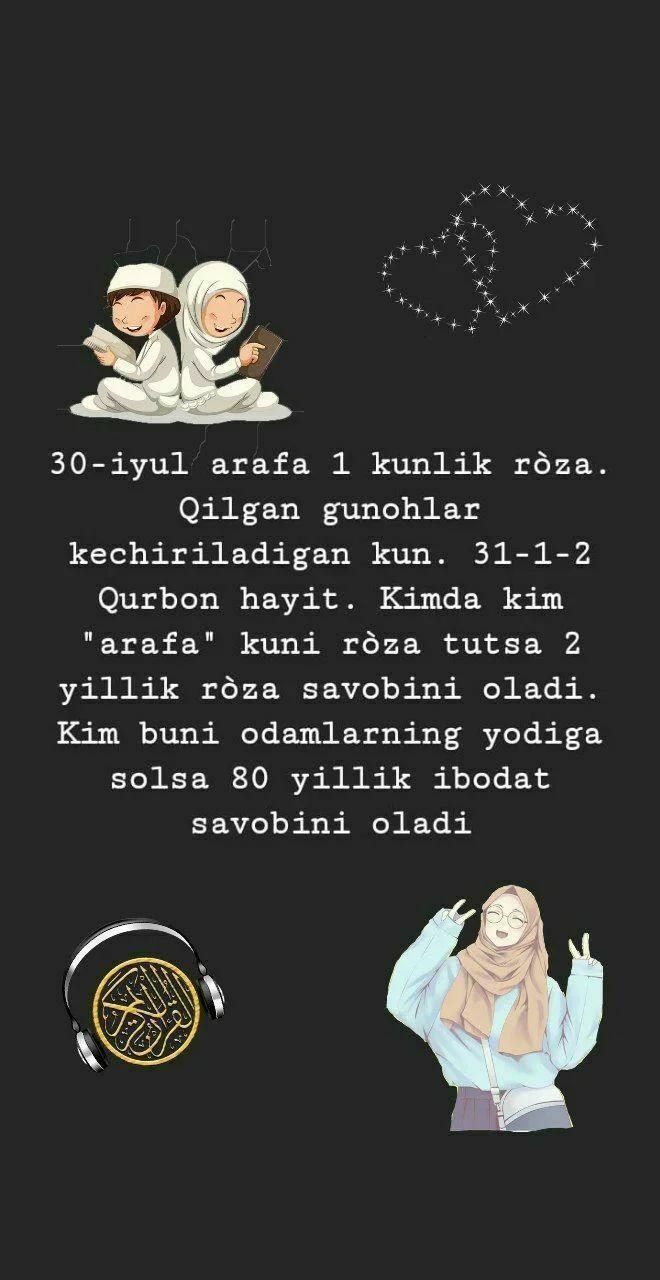 30-iyul arafa 1 kunlik ròza.
Qilgan gunohlar
kechiriladigan kun. 31-1-2
Qurbon hayit. Kimda kim
"arafa" kuni ròza tutsa 2
yillik ròza savobini oladi.
Kim buni odamlarning yodiga
solsa 80 yillik ibodat
savobini oladi